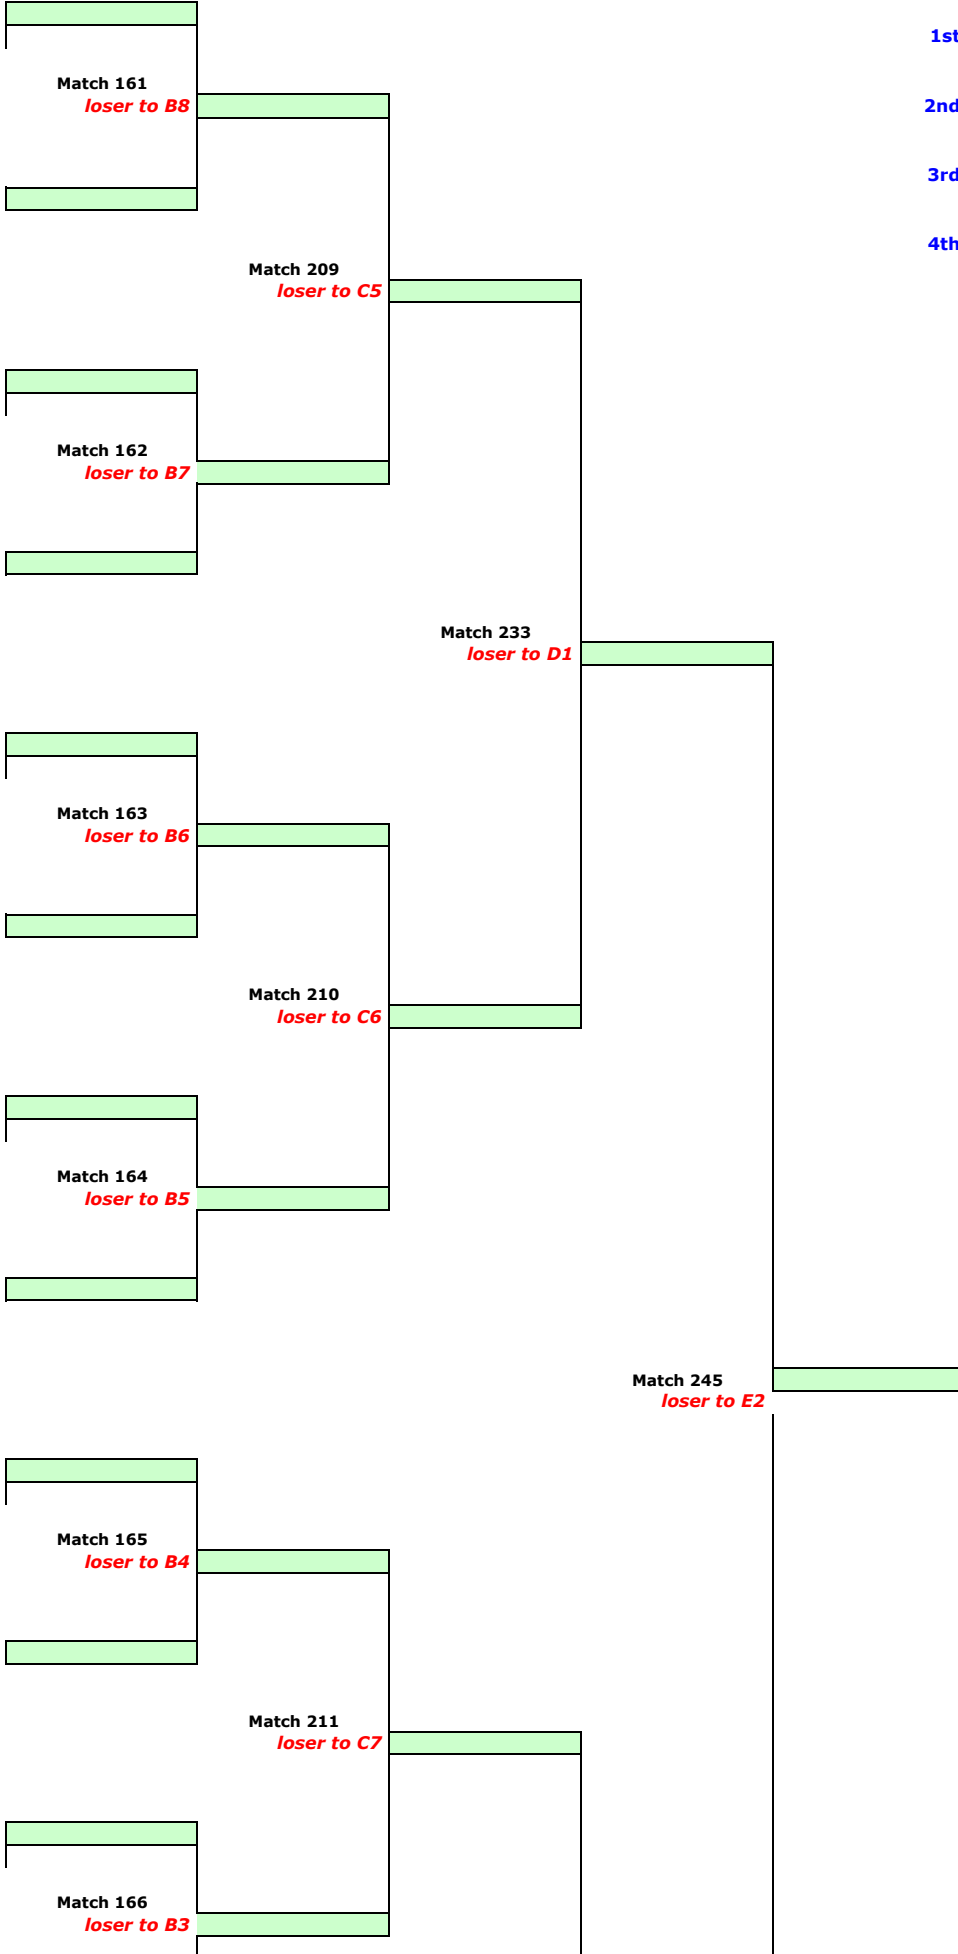 1st
Match 161
loser to B8
2nd
3rd
4th
Match 209
loser to C5
Match 162
loser to B7
Match 233
loser to D1
Match 163
loser to B6
Match 210
loser to C6
Match 164
loser to B5
Match 245
loser to E2
Match 165
loser to B4
Match 211
loser to C7
Match 166
loser to B3